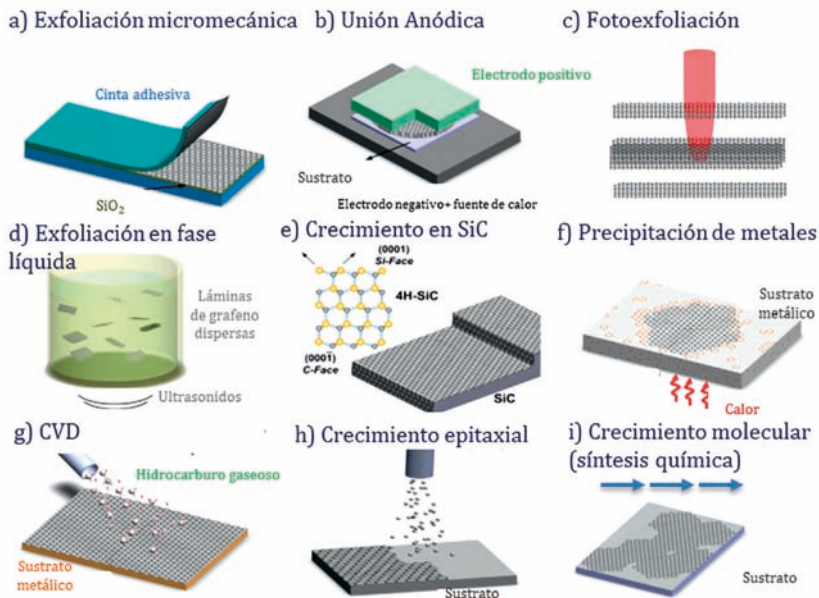 a) Exfoliación micromecánica
Cinta adhesiva
SiO₂
b) Unión Anódica
Electrodo positivo
Sustrato
Electrodo negativo+ fuente de calor
c) Fotoexfoliación
d) Exfoliación en fase
líquida
Láminas
de grafeno
dispersas
Ultrasonidos
e) Crecimiento en SiC
(0001)
Si-Face
4H-SiC
(0001̅)
C-Face
SiC
f) Precipitación de metales
Sustrato
metálico
Calor
g) CVD
Hidrocarburo gaseoso
Sustrato
metálico
h) Crecimiento epitaxial
Sustrato
i) Crecimiento molecular
(síntesis química)
Sustrato